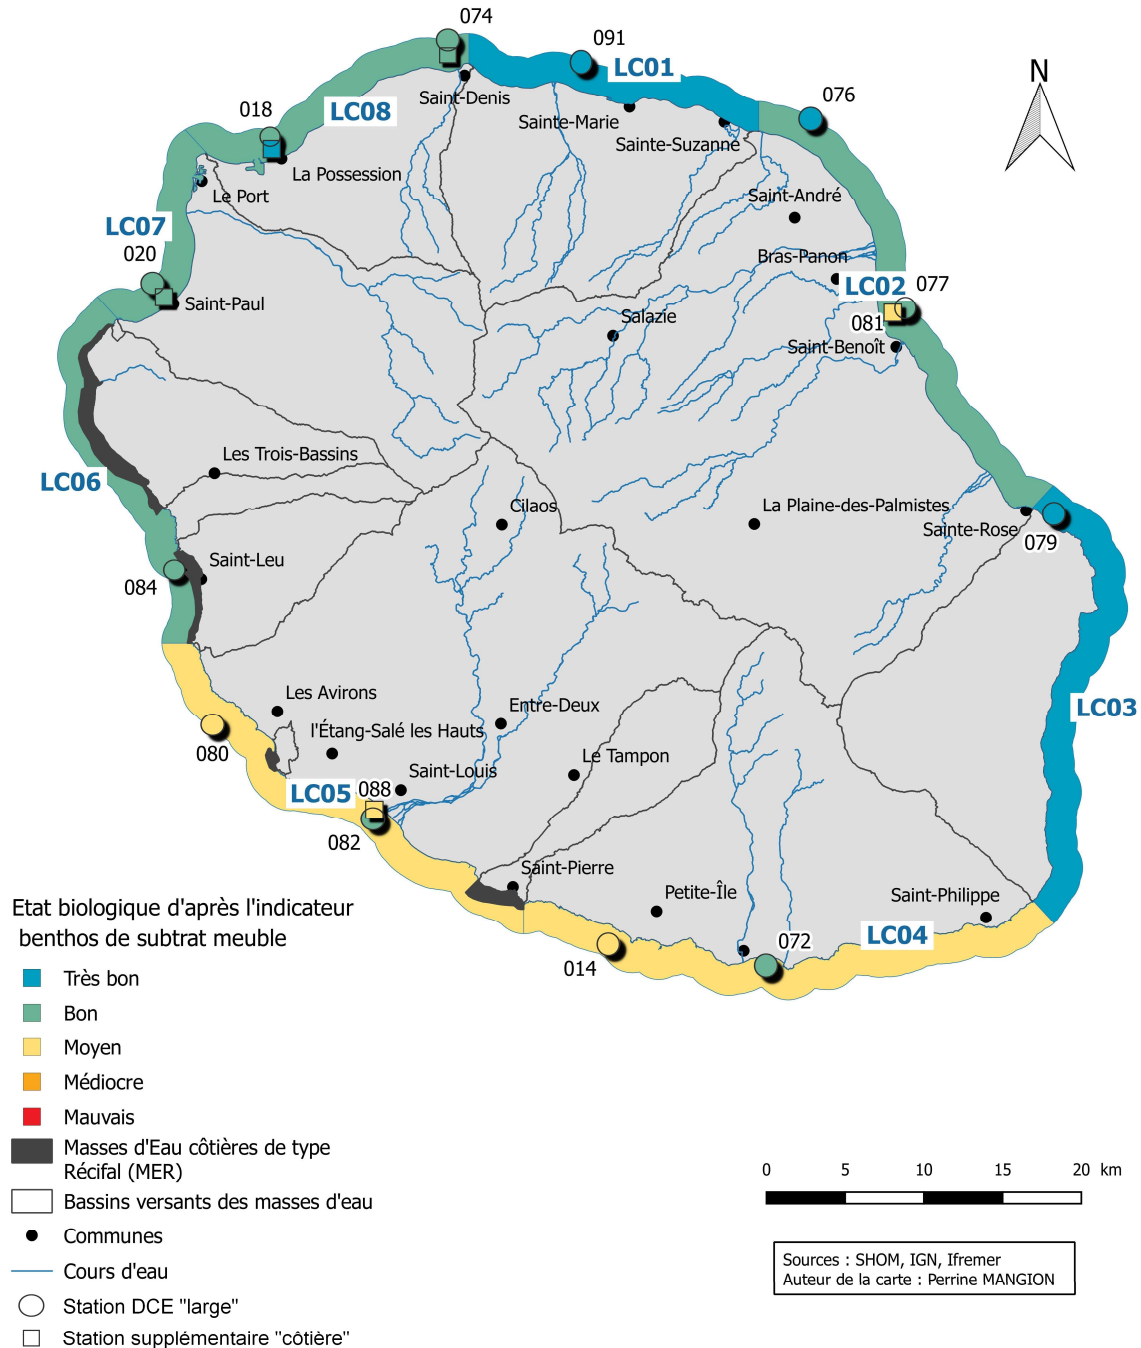 074
091
LC01
N
076
018
LC08
Saint-Denis
Sainte-Marie
Sainte-Suzanne
La Possession
Le Port
Saint-André
LC07
020
Bras-Panon
LC02
077
Saint-Paul
Salazie
081
Saint-Benoît
Les Trois-Bassins
LC06
Cilaos
La Plaine-des-Palmistes
Sainte-Rose
079
Saint-Leu
084
LC03
Les Avirons
Entre-Deux
l'Étang-Salé les Hauts
080
Le Tampon
Saint-Louis
LC05
088
082
Saint-Pierre
Petite-Île
Saint-Philippe
LC04
072
014
Etat biologique d'après l'indicateur
benthos de subtrat meuble
Très bon
Bon
Moyen
Médiocre
Mauvais
Masses d'Eau côtières de type
Récifal (MER)
Bassins versants des masses d'eau
Communes
Cours d'eau
Station DCE "large"
Station supplémentaire "côtière"
0 5 10 15 20 km
Sources : SHOM, IGN, Ifremer
Auteur de la carte : Perrine MANGION